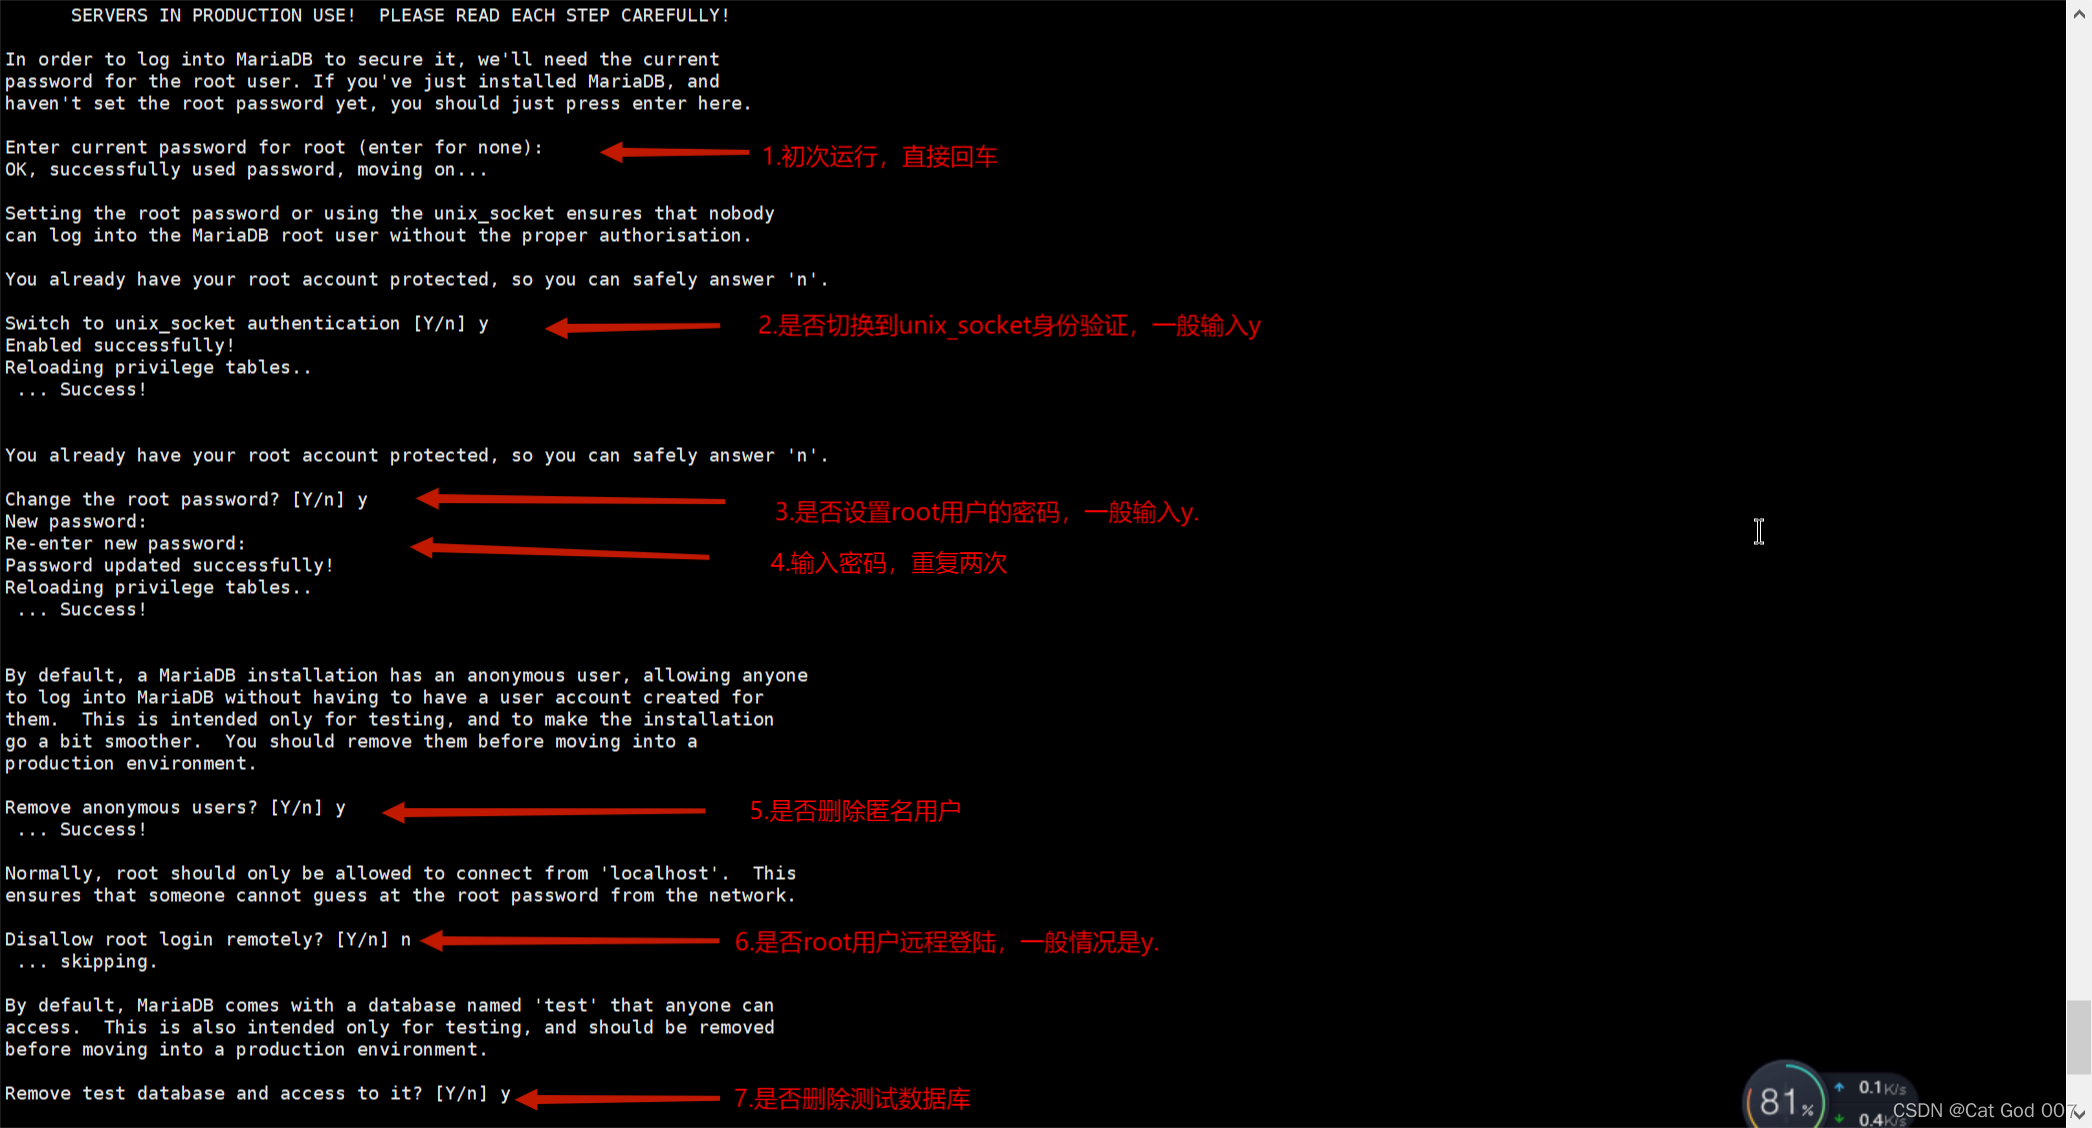 SERVERS IN PRODUCTION USE!  PLEASE READ EACH STEP CAREFULLY!
In order to log into MariaDB to secure it, we'll need the current
password for the root user. If you've just installed MariaDB, and
haven't set the root password yet, you should just press enter here.
Enter current password for root (enter for none):
1.初次运行，直接回车
OK, successfully used password, moving on...
Setting the root password or using the unix_socket ensures that nobody
can log into the MariaDB root user without the proper authorisation.
You already have your root account protected, so you can safely answer 'n'.
Switch to unix_socket authentication [Y/n] y
2.是否切换到unix_socket身份验证，一般输入y
Enabled successfully!
Reloading privilege tables..
... Success!
You already have your root account protected, so you can safely answer 'n'.
Change the root password? [Y/n] y
3.是否设置root用户的密码，一般输入y.
New password:
Re-enter new password:
4.输入密码，重复两次
Password updated successfully!
Reloading privilege tables..
... Success!
By default, a MariaDB installation has an anonymous user, allowing anyone
to log into MariaDB without having to have a user account created for
them.  This is intended only for testing, and to make the installation
go a bit smoother.  You should remove them before moving into a
production environment.
Remove anonymous users? [Y/n] y
5.是否删除匿名用户
... Success!
Normally, root should only be allowed to connect from 'localhost'.  This
ensures that someone cannot guess at the root password from the network.
Disallow root login remotely? [Y/n] n
6.是否root用户远程登陆，一般情况是y.
... skipping.
By default, MariaDB comes with a database named 'test' that anyone can
access.  This is also intended only for testing, and should be removed
before moving into a production environment.
Remove test database and access to it? [Y/n] y
7.是否删除测试数据库
81%
0.1K/s
0.4K/s
CSDN @Cat God 007